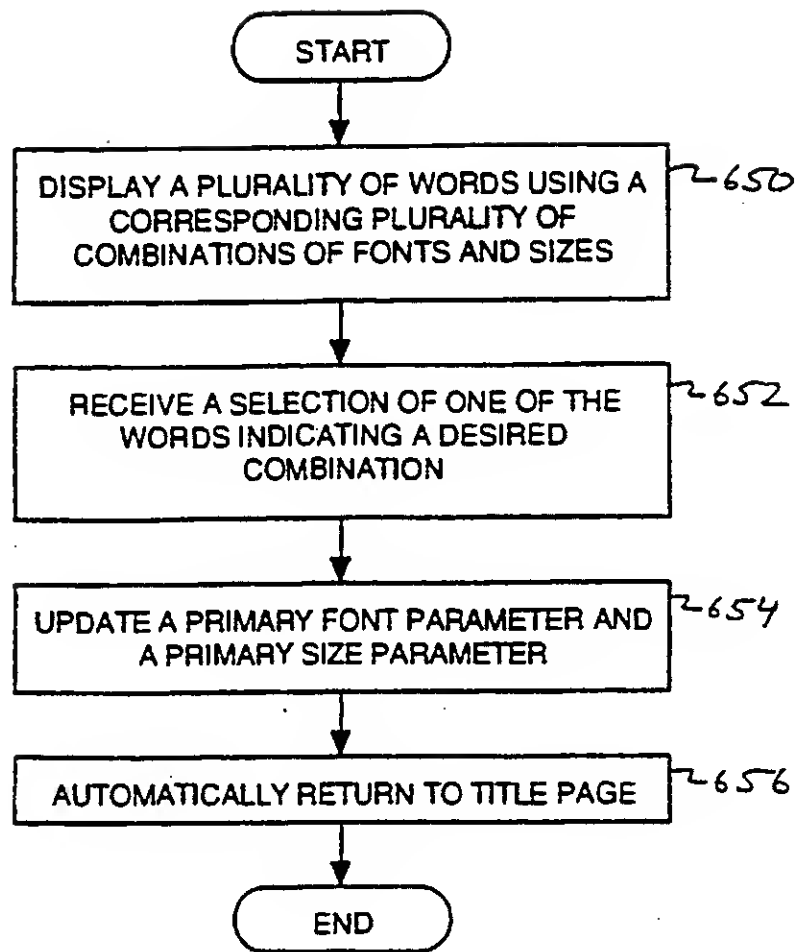 START
DISPLAY A PLURALITY OF WORDS USING A
CORRESPONDING PLURALITY OF
COMBINATIONS OF FONTS AND SIZES
650
RECEIVE A SELECTION OF ONE OF THE
WORDS INDICATING A DESIRED
COMBINATION
652
UPDATE A PRIMARY FONT PARAMETER AND
A PRIMARY SIZE PARAMETER
654
AUTOMATICALLY RETURN TO TITLE PAGE
656
END